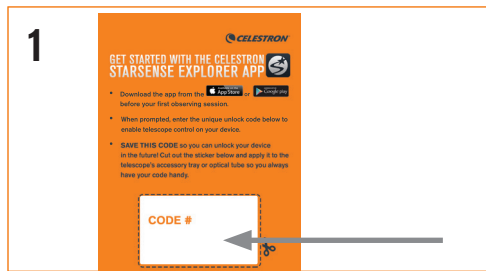 1
CELESTRON
GET STARTED WITH THE CELESTRON
STARSENSE EXPLORER APP
• Download the app from the App Store or Google play
before your first observing session.
• When prompted, enter the unique unlock code below to
enable telescope control on your device.
• SAVE THIS CODE so you can unlock your device
in the future! Cut out the sticker below and apply it to the
telescope's accessory tray or optical tube so you always
have your code handy.
CODE #